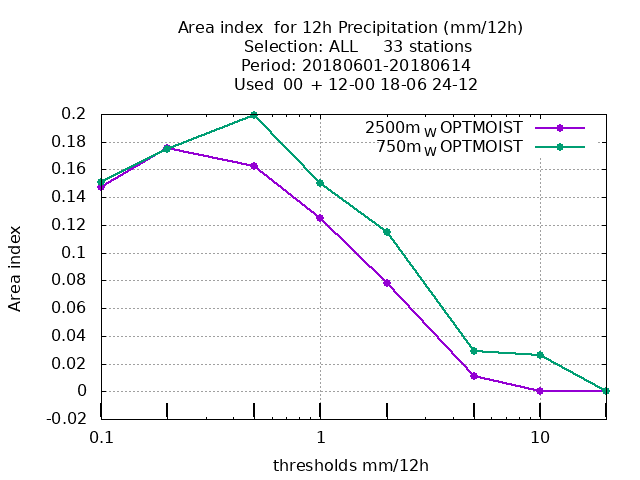 Area index  for 12h Precipitation (mm/12h)
Selection: ALL     33 stations
Period: 20180601-20180614
Used  00  + 12-00 18-06 24-12
2500m W OPTMOIST
750m W OPTMOIST
0.2
0.18
0.16
0.14
0.12
0.1
0.08
0.06
0.04
0.02
0
-0.02
Area index
0.1
1
10
thresholds mm/12h